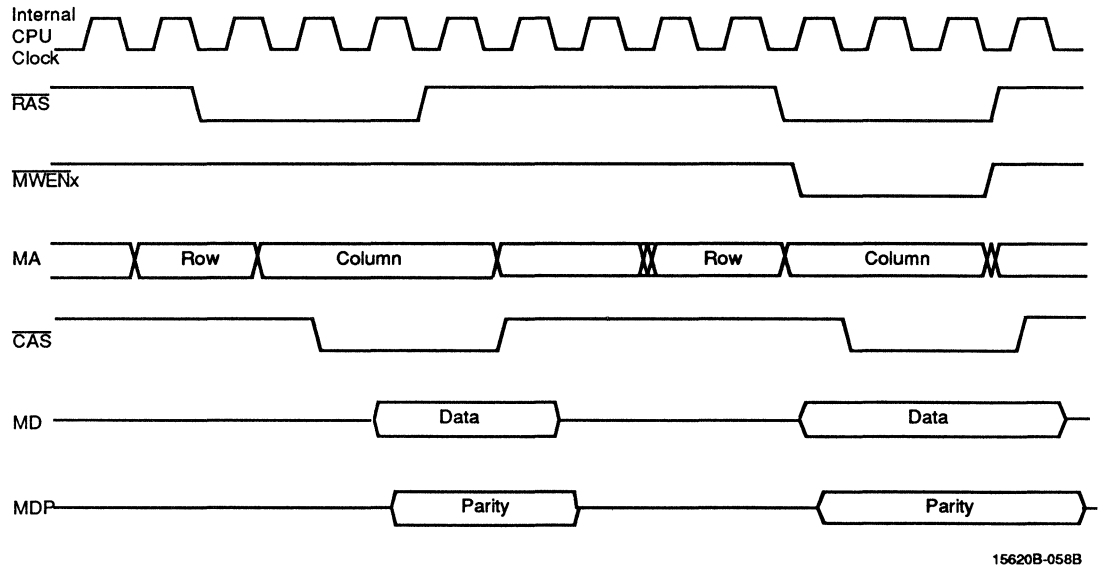 Internal
CPU
Clock
RAS
MWENx
MA Row Column Row Column
CAS
MD Data Data
MDP Parity Parity
15620B-058B